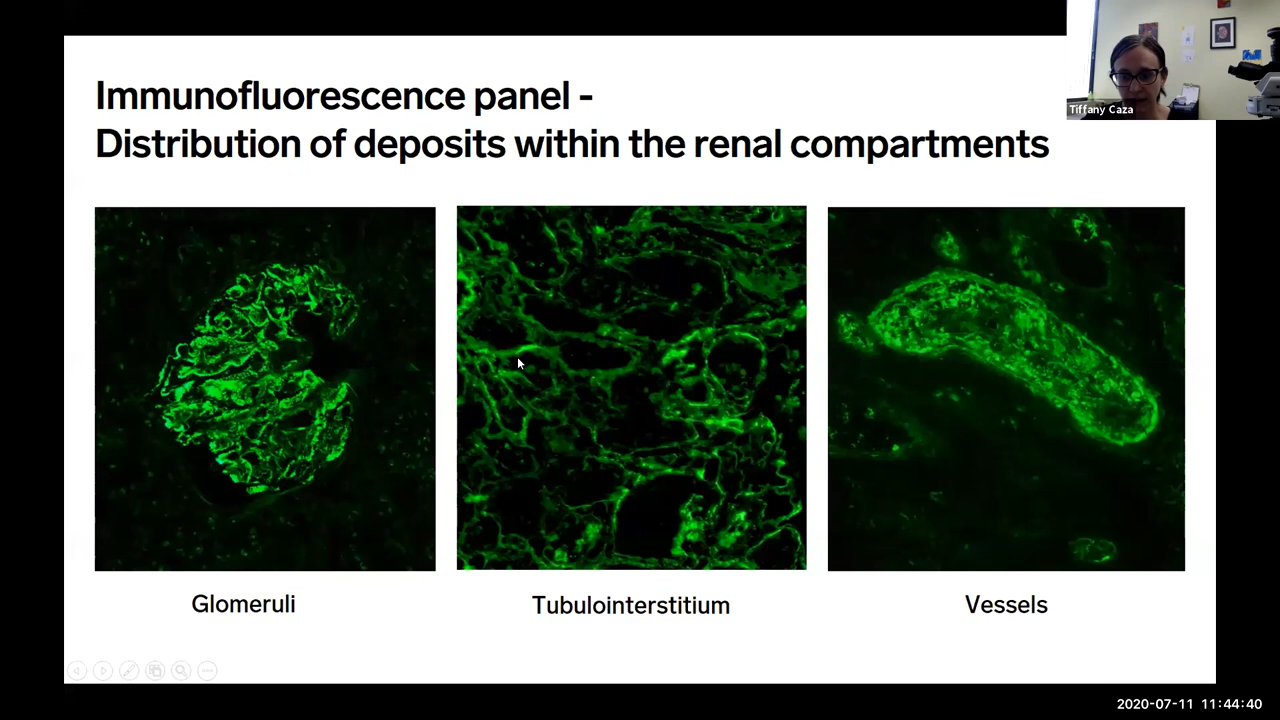 Immunofluorescence panel -
Distribution of deposits within the renal compartments
Tiffany Caza
Glomeruli
Tubulointerstitium
Vessels
2020-07-11 11:44:40